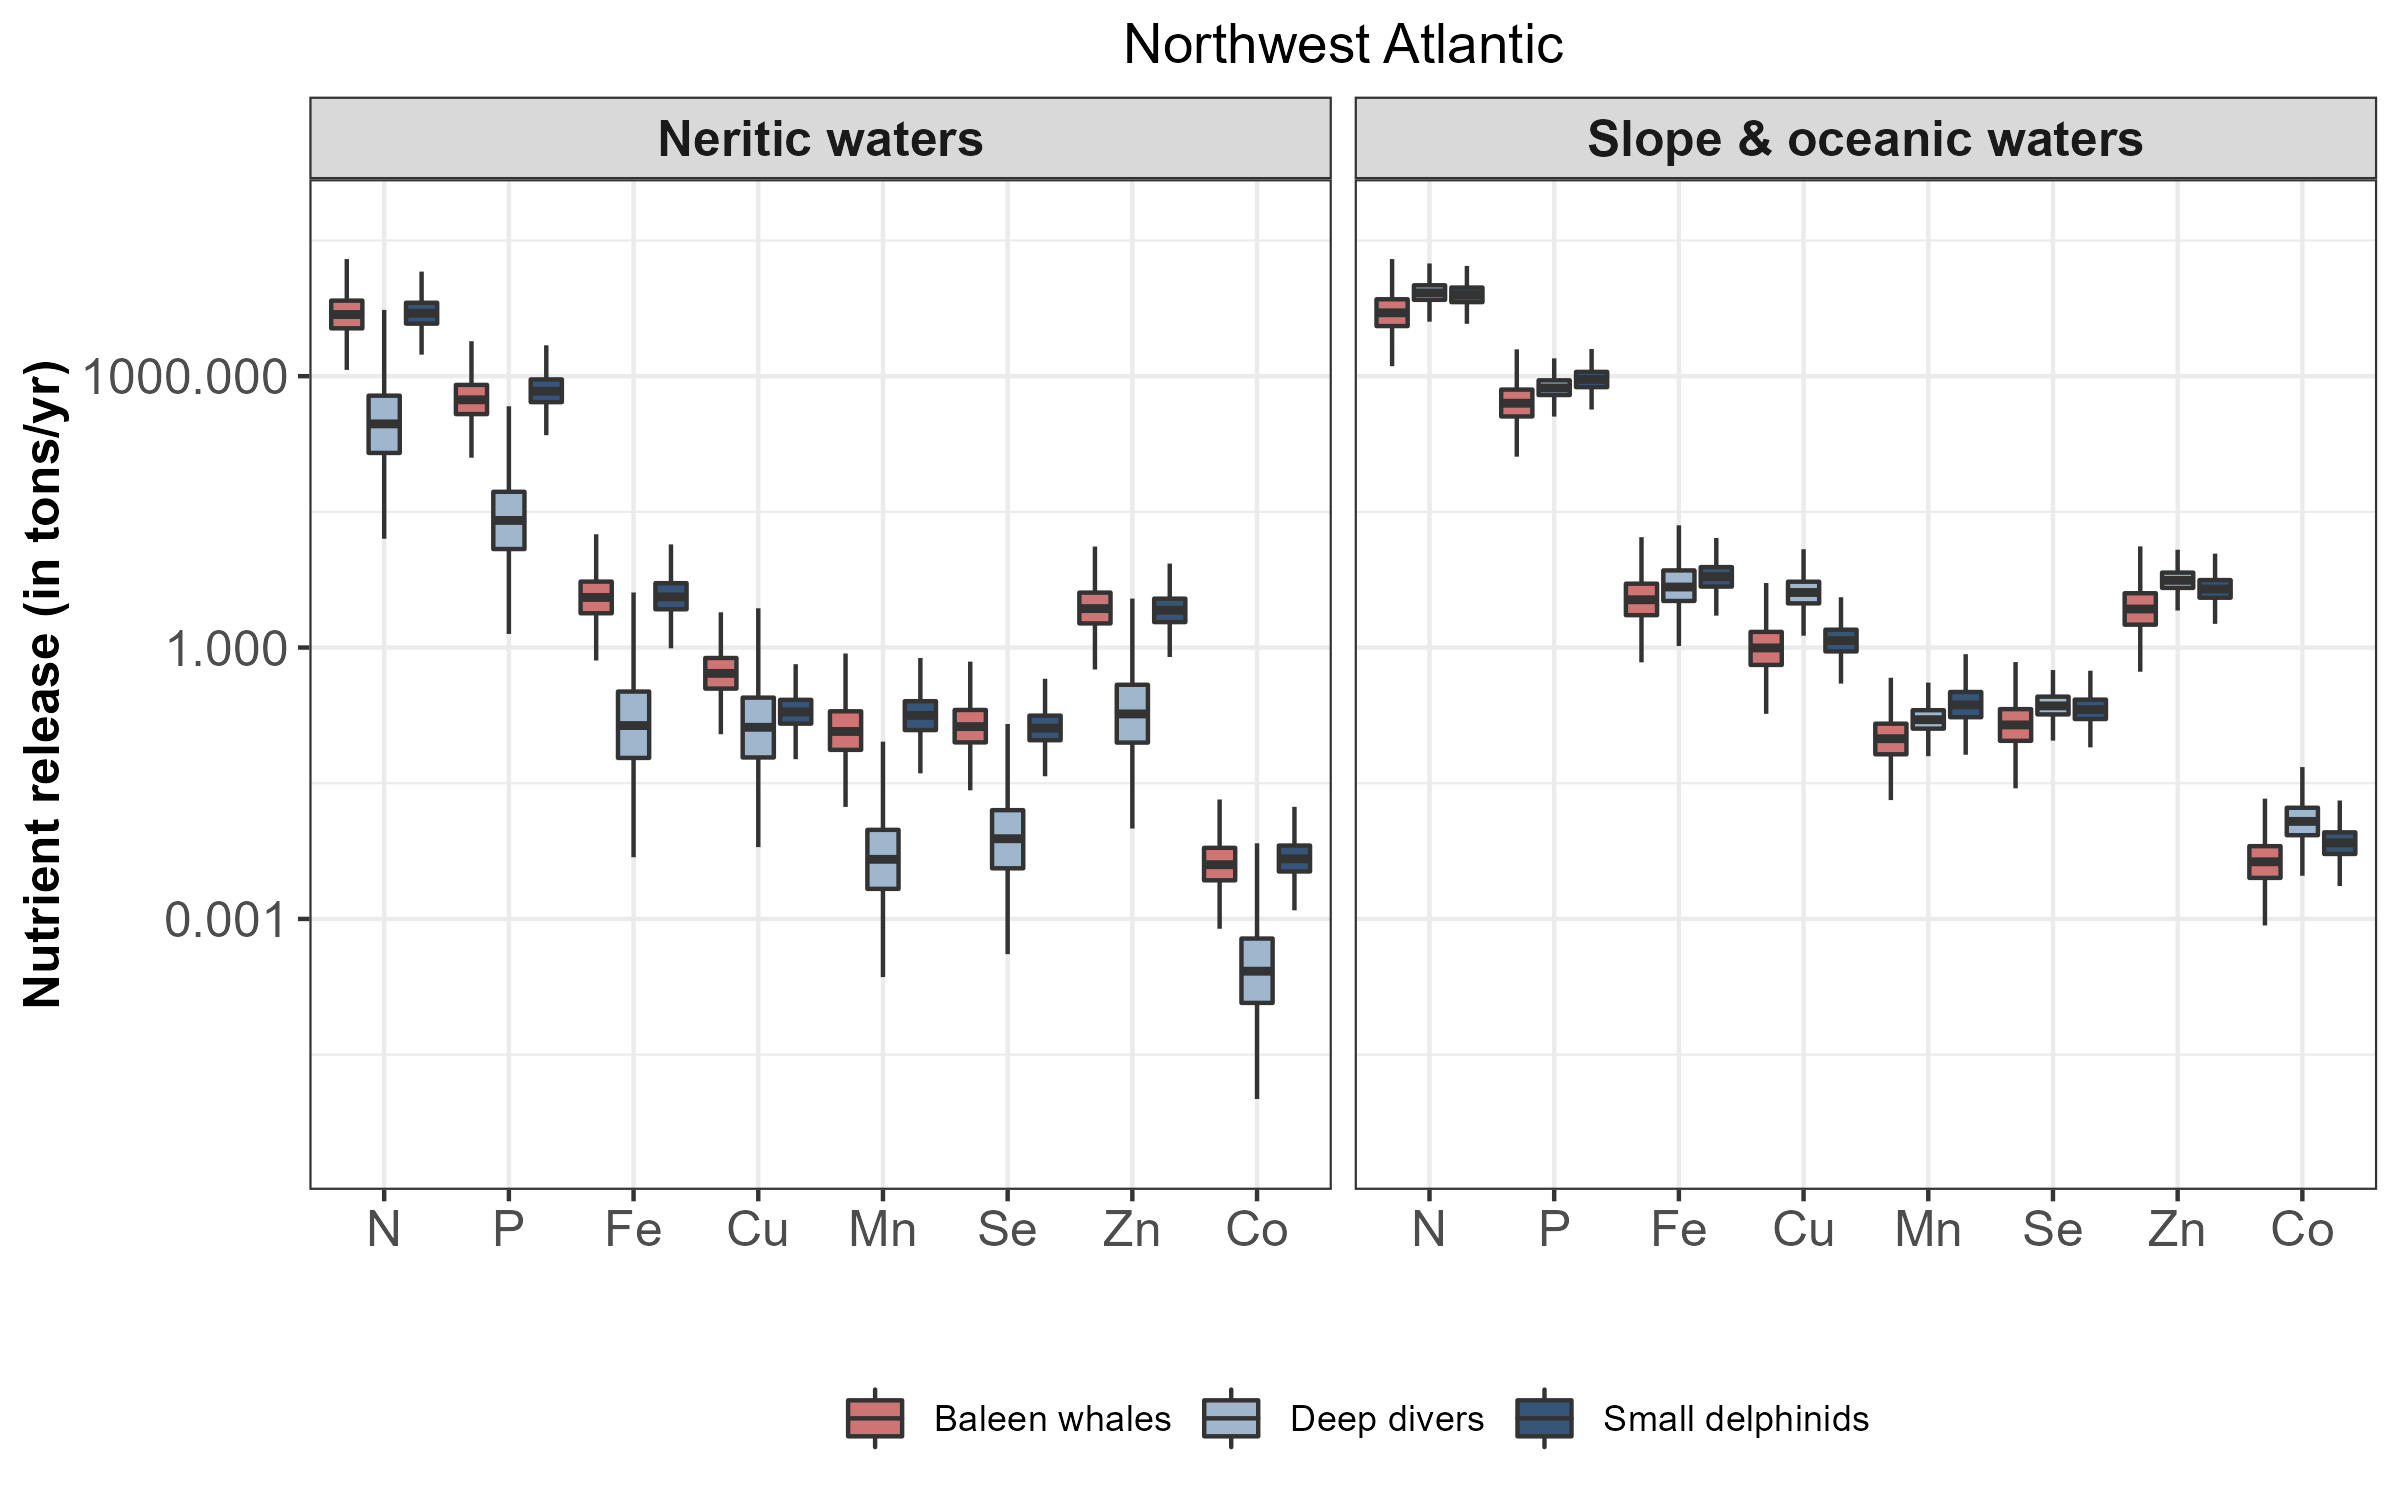 Northwest Atlantic
Neritic waters
Slope & oceanic waters
Nutrient release (in tons/yr)
1000.000
1.000
0.001
N P Fe Cu Mn Se Zn Co
N P Fe Cu Mn Se Zn Co
Baleen whales Deep divers Small delphinids